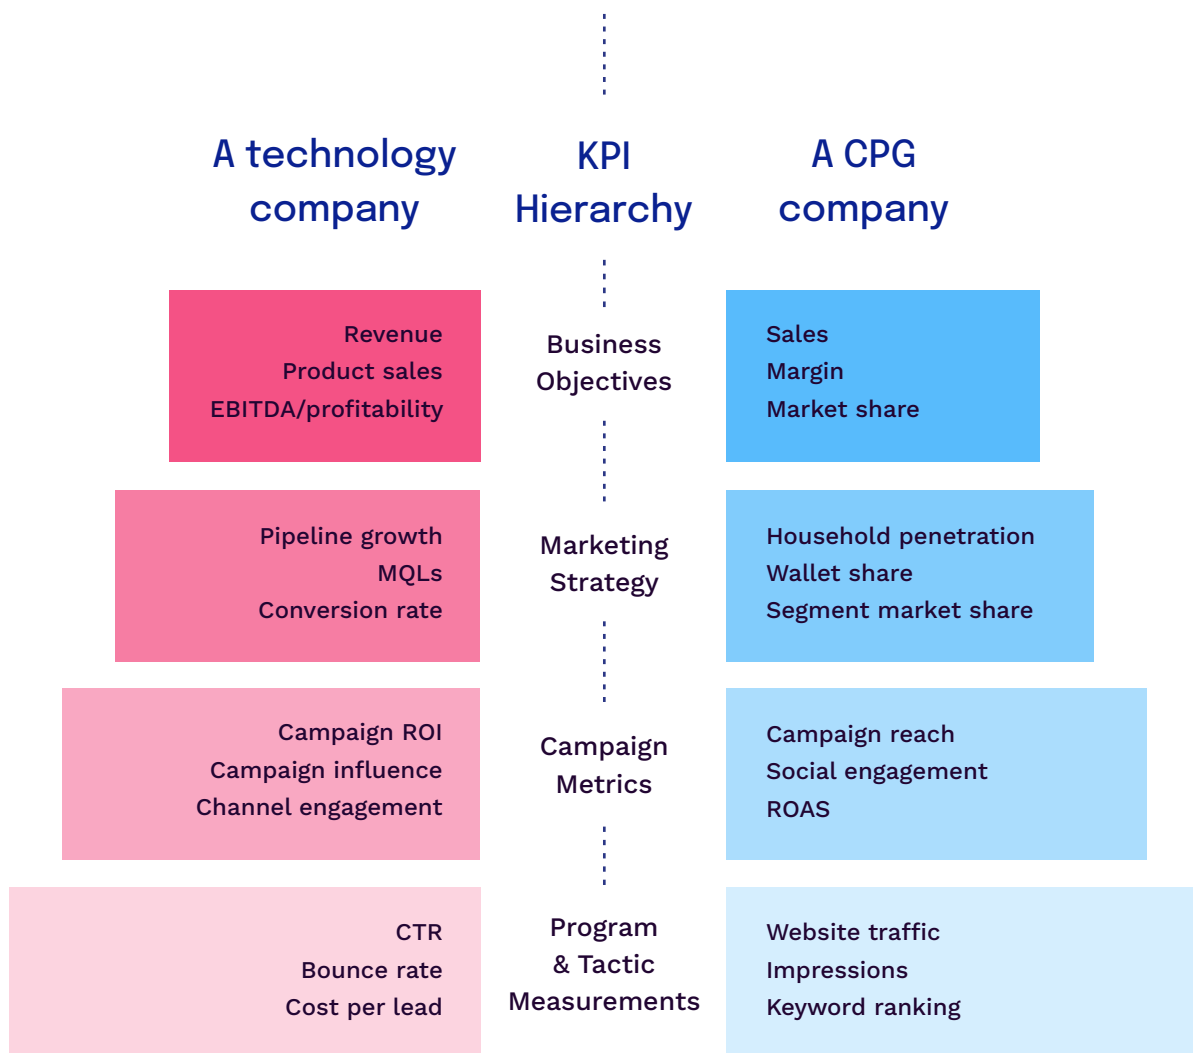 A technology
company
KPI
Hierarchy
A CPG
company
Revenue
Product sales
EBITDA/profitability
Business
Objectives
Sales
Margin
Market share
Pipeline growth
MQLs
Conversion rate
Marketing
Strategy
Household penetration
Wallet share
Segment market share
Campaign ROI
Campaign influence
Channel engagement
Campaign
Metrics
Campaign reach
Social engagement
ROAS
CTR
Bounce rate
Cost per lead
Program
& Tactic
Measurements
Website traffic
Impressions
Keyword ranking